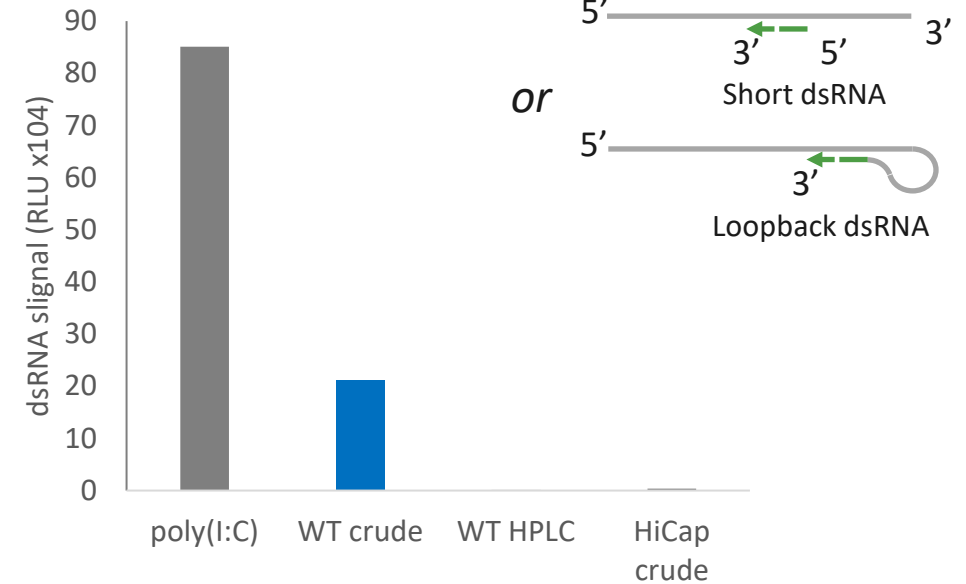 90
80
70
60
50
40
30
20
10
0
dsRNA slignal (RLU x104)
poly(I:C)
WT crude
WT HPLC
HiCap
crude
or
5’
3’
3’ 5’
Short dsRNA
5’
3’
Loopback dsRNA